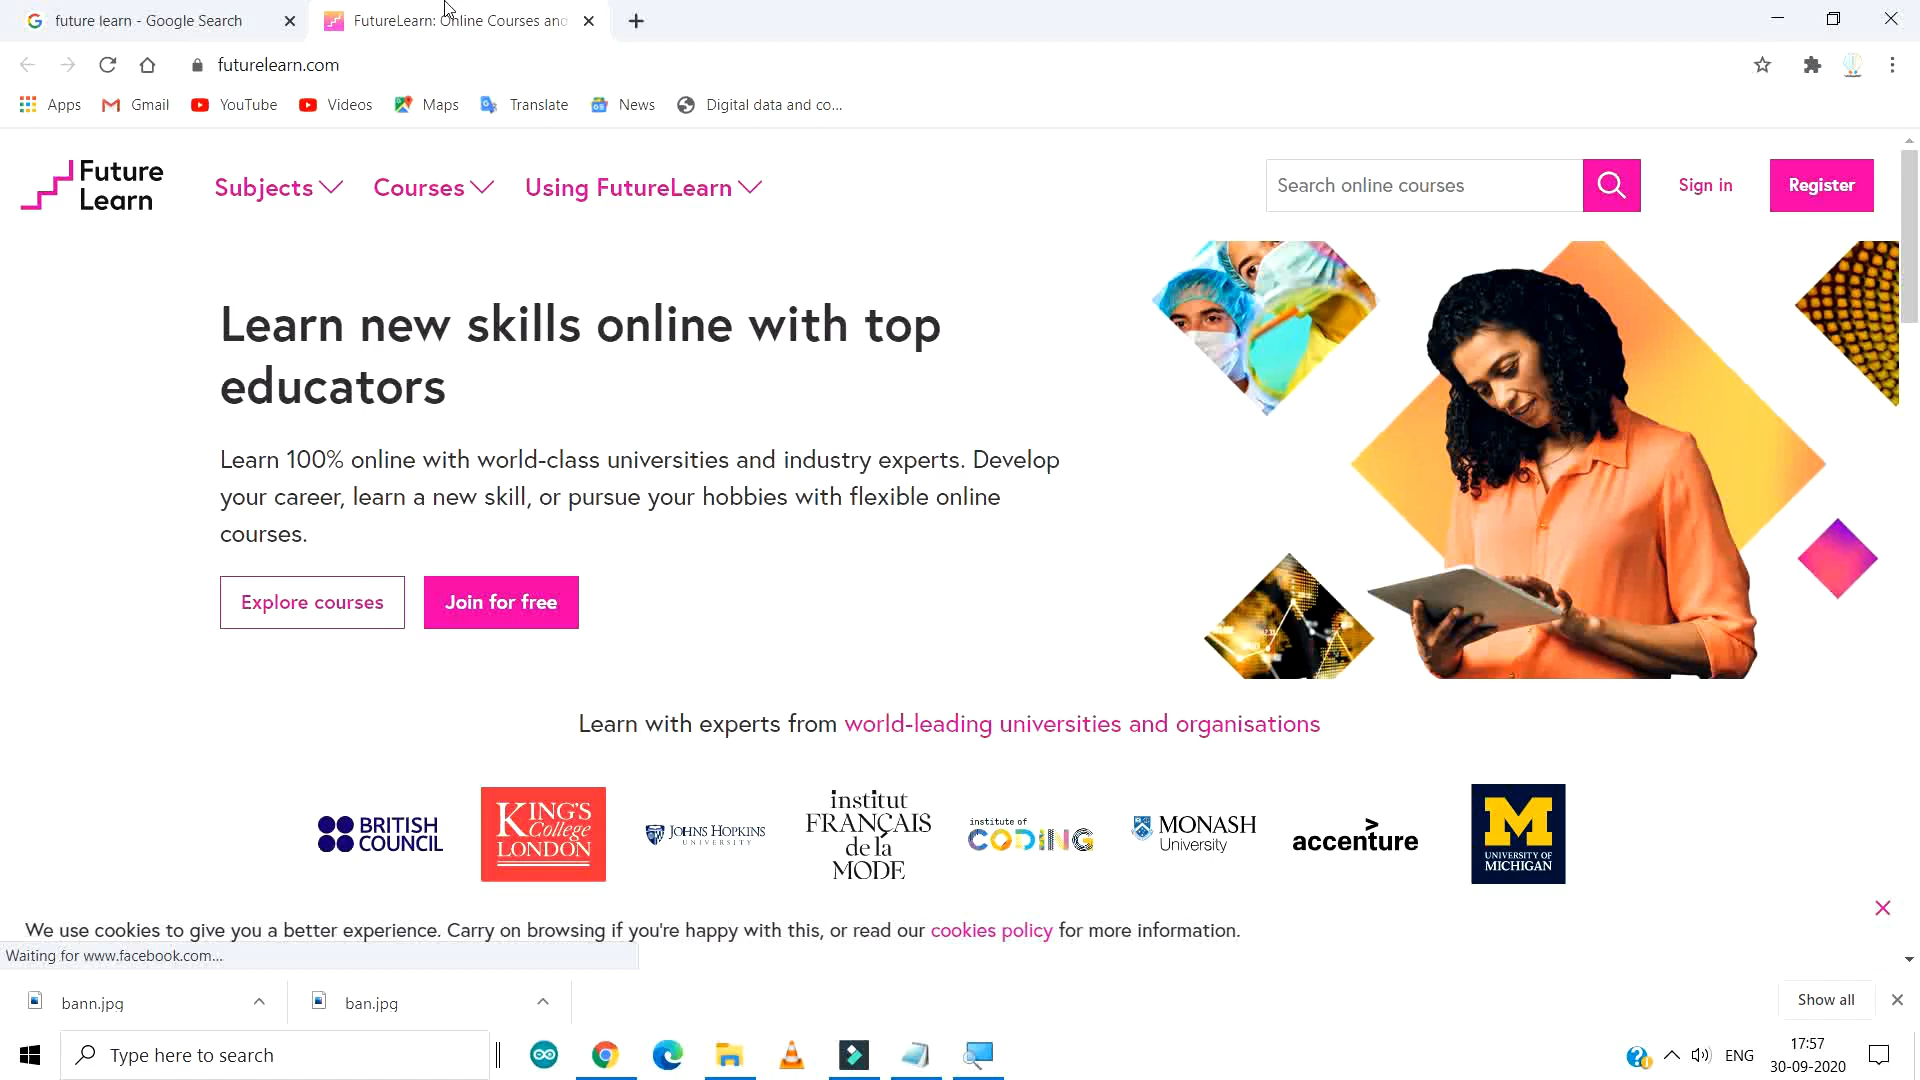 future learn - Google Search
FutureLearn: Online Courses and
futurelearn.com
Apps
Gmail
YouTube
Videos
Maps
Translate
News
Digital data and co...
Future
Learn
Subjects
Courses
Using FutureLearn
Search online courses
Sign in
Register
Learn new skills online with top
educators
Learn 100% online with world-class universities and industry experts. Develop
your career, learn a new skill, or pursue your hobbies with flexible online
courses.
Explore courses
Join for free
Learn with experts from world-leading universities and organisations
BRITISH
COUNCIL
KING'S
College
LONDON
JOHNS HOPKINS
UNIVERSITY
institut
FRANÇAIS
de la
MODE
institute of
CODING
MONASH
University
accenture
M
UNIVERSITY OF
MICHIGAN
We use cookies to give you a better experience. Carry on browsing if you're happy with this, or read our cookies policy for more information.
Waiting for www.facebook.com...
bann.jpg
ban.jpg
Show all
Type here to search
ENG
17:57
30-09-2020